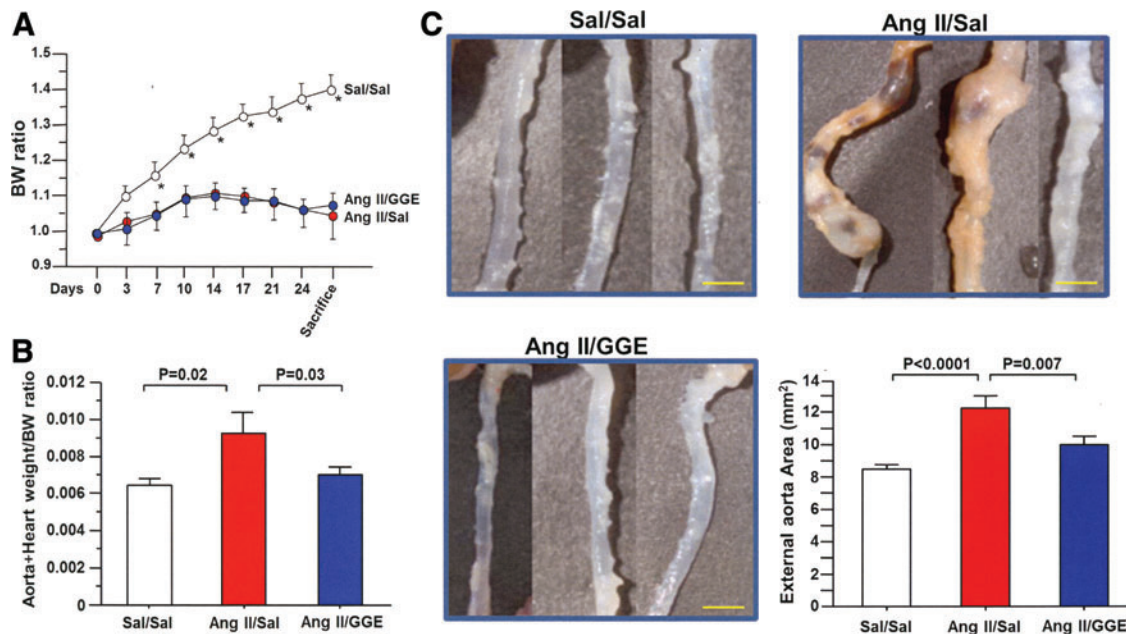 A
BW ratio
1.5
1.4
1.3
1.2
1.1
1.0
0.9
Sal/Sal
*
*
*
*
*
*
*
Ang II/GGE
Ang II/Sal
Days 0 3 7 10 14 17 21 24 Sacrifice
B
Aorta+Heart weight/BW ratio
0.012
0.010
0.008
0.006
0.004
0.002
0
P=0.02 P=0.03
Sal/Sal Ang II/Sal Ang II/GGE
C
Sal/Sal
Ang II/Sal
Ang II/GGE
External aorta Area (mm²)
14
12
10
8
6
4
2
0
P<0.0001 P=0.007
Sal/Sal Ang II/Sal Ang II/GGE